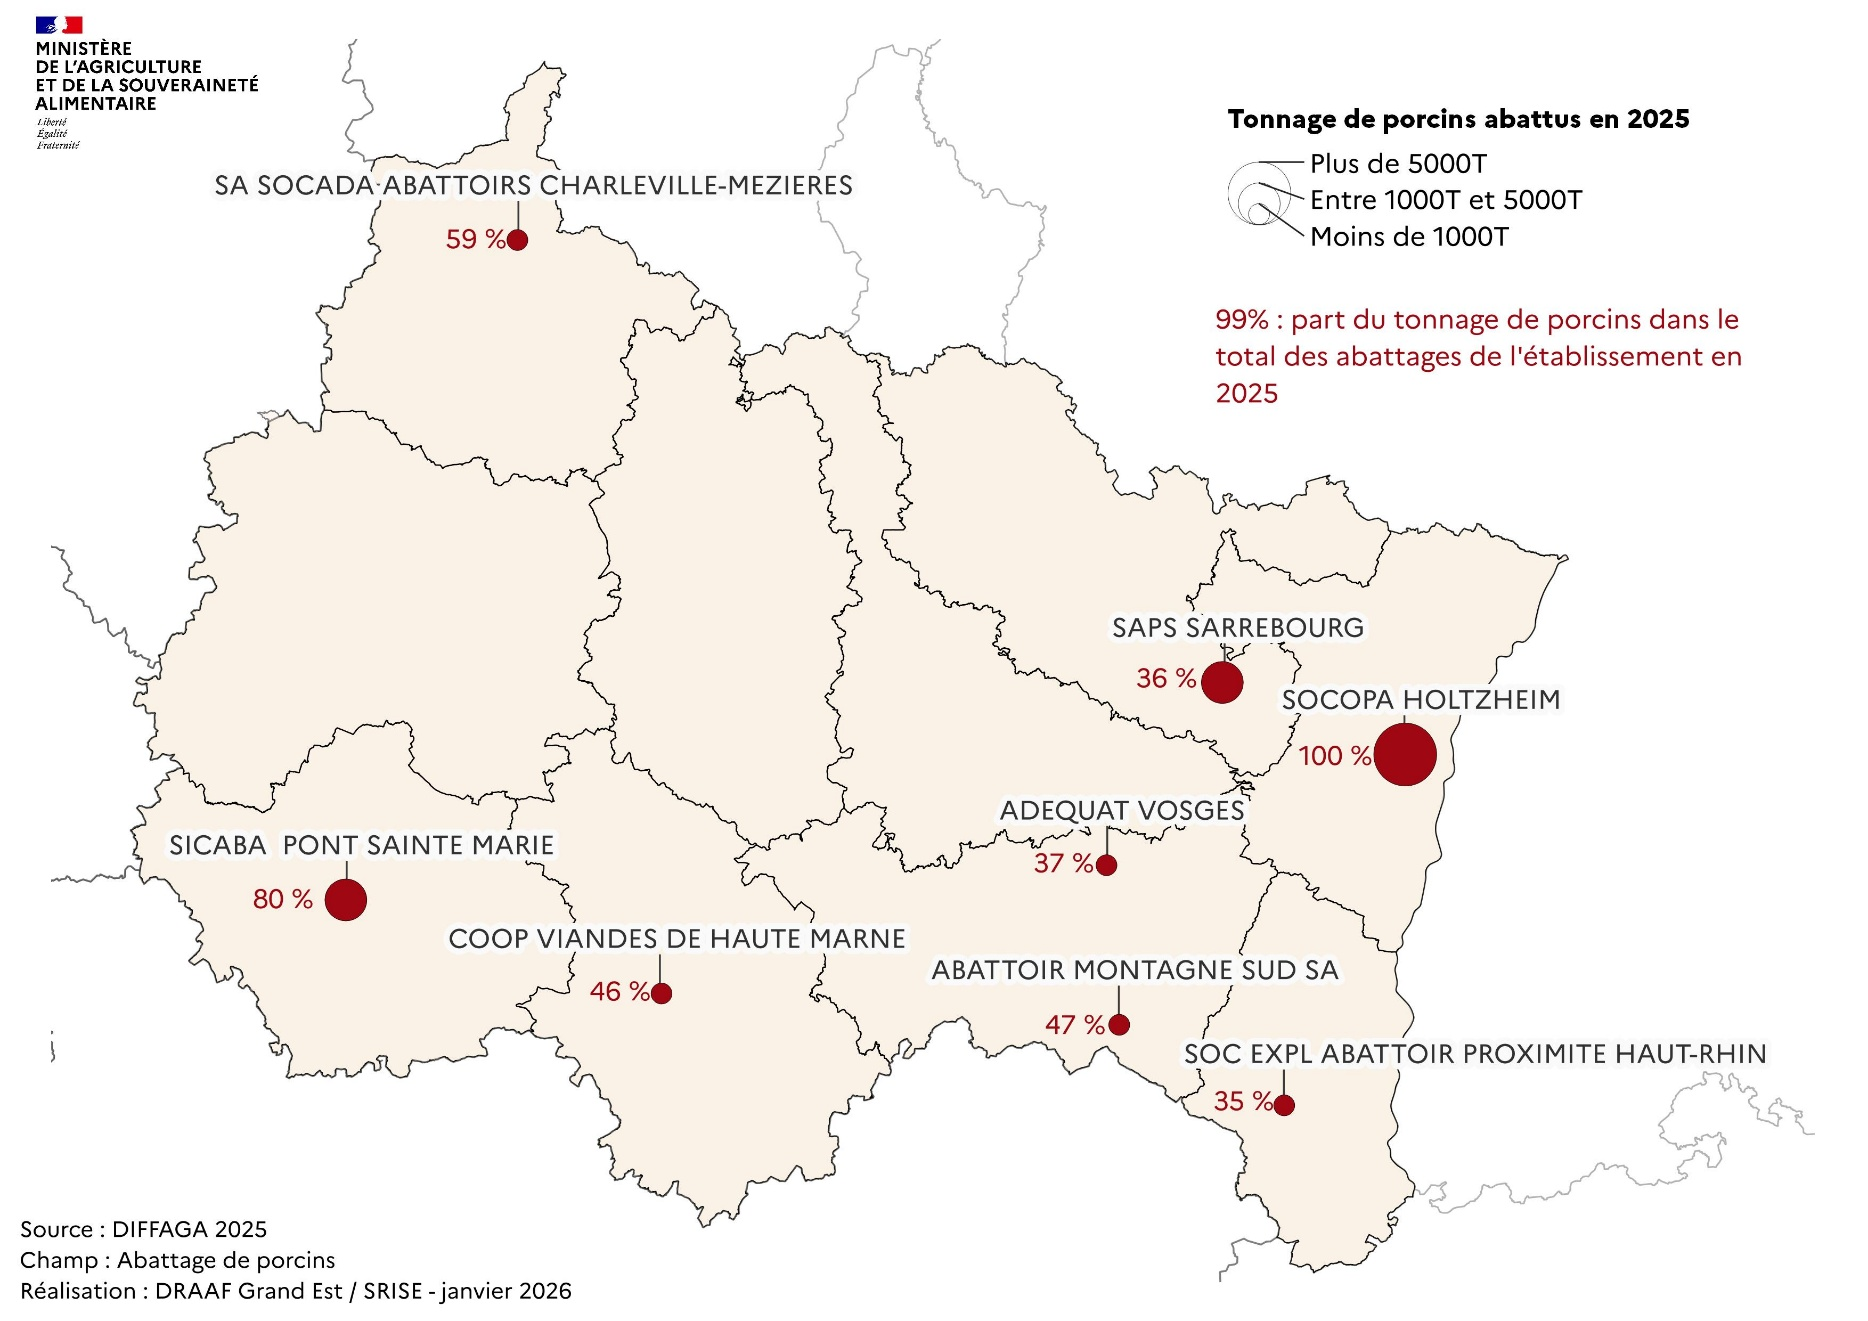 MINISTÈRE
DE L'AGRICULTURE
ET DE LA SOUVERAINETÉ
ALIMENTAIRE
Liberté
Égalité
Fraternité
Tonnage de porcins abattus en 2025
Plus de 5000T
Entre 1000T et 5000T
Moins de 1000T
99% : part du tonnage de porcins dans le
total des abattages de l'établissement en
2025
SA SOCADA ABATTOIRS CHARLEVILLE-MEZIERES
59 %
SAPS SARREBOURG
36 %
SOCOPA HOLTZHEIM
100 %
ADEQUAT VOSGES
37 %
SICABA  PONT SAINTE MARIE
80 %
COOP VIANDES DE HAUTE MARNE
46 %
ABATTOIR MONTAGNE SUD SA
47 %
SOC EXPL ABATTOIR PROXIMITE HAUT-RHIN
35 %
Source : DIFFAGA 2025
Champ : Abattage de porcins
Réalisation : DRAAF Grand Est / SRISE - janvier 2026